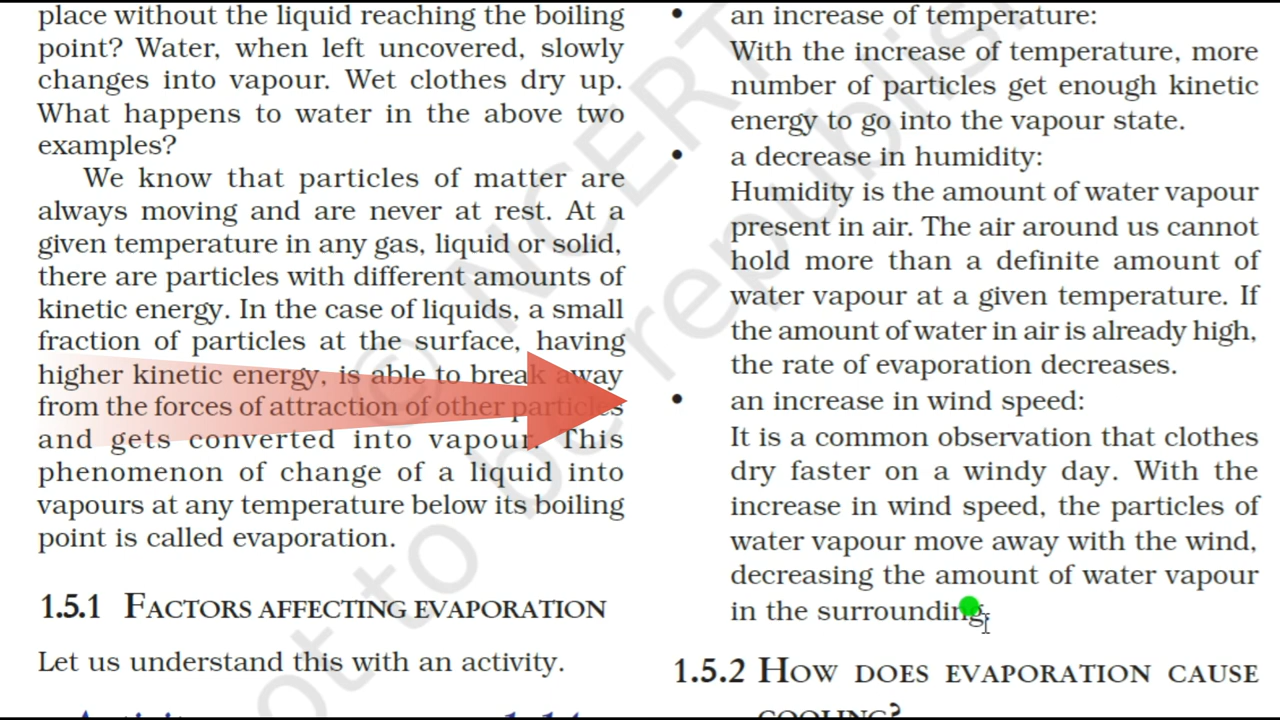 place without the liquid reaching the boiling
point? Water, when left uncovered, slowly
changes into vapour. Wet clothes dry up.
What happens to water in the above two
examples?
We know that particles of matter are
always moving and are never at rest. At a
given temperature in any gas, liquid or solid,
there are particles with different amounts of
kinetic energy. In the case of liquids, a small
fraction of particles at the surface, having
higher kinetic energy, is able to break away
from the forces of attraction of other particles
and gets converted into vapour. This
phenomenon of change of a liquid into
vapours at any temperature below its boiling
point is called evaporation.
1.5.1 FACTORS AFFECTING EVAPORATION
Let us understand this with an activity.
• an increase of temperature:
With the increase of temperature, more
number of particles get enough kinetic
energy to go into the vapour state.
• a decrease in humidity:
Humidity is the amount of water vapour
present in air. The air around us cannot
hold more than a definite amount of
water vapour at a given temperature. If
the amount of water in air is already high,
the rate of evaporation decreases.
• an increase in wind speed:
It is a common observation that clothes
dry faster on a windy day. With the
increase in wind speed, the particles of
water vapour move away with the wind,
decreasing the amount of water vapour
in the surrounding.
1.5.2 HOW DOES EVAPORATION CAUSE
COOLING?
© NCERT
not to be republish